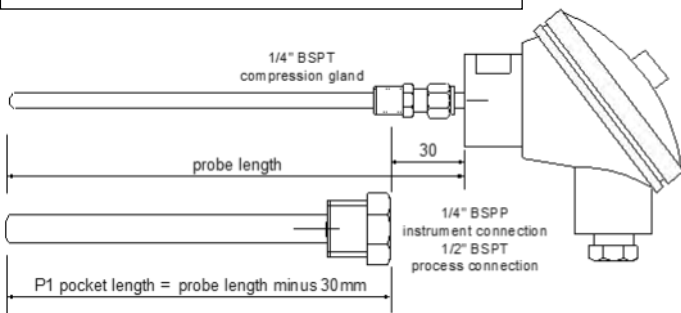 1/4" BSPT
compression gland
30
probe length
1/4" BSPP
instrument connection
1/2" BSPT
process connection
P1 pocket length = probe length minus 30mm